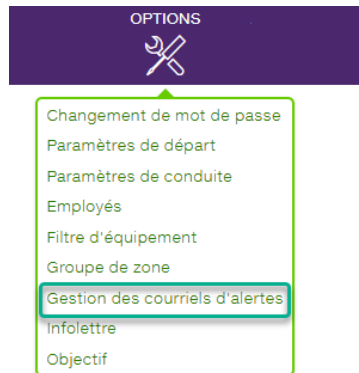 OPTIONS
Changement de mot de passe
Paramètres de départ
Paramètres de conduite
Employés
Filtre d'équipement
Groupe de zone
Gestion des courriels d'alertes
Infolettre
Objectif